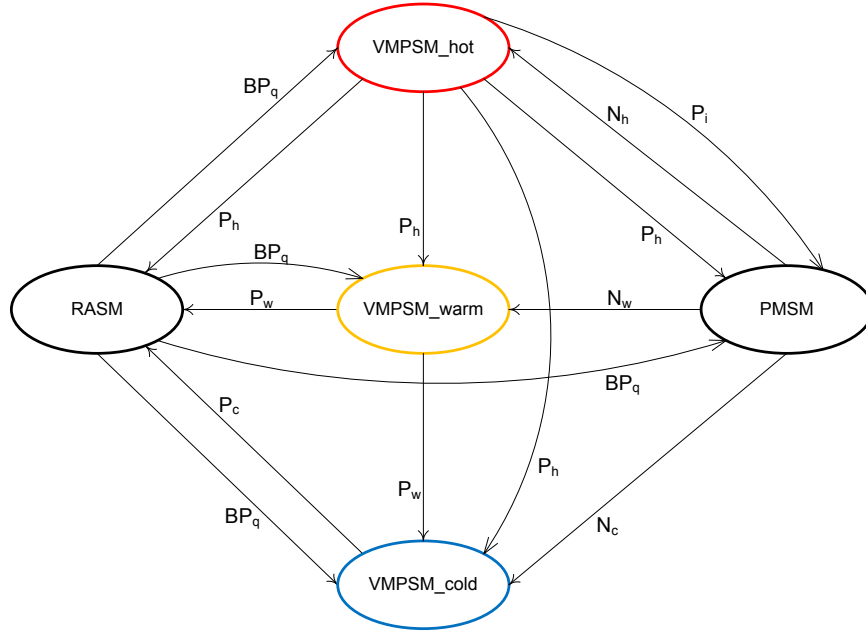 VMPSM_hot
BPq
Nh
Pi
Ph
Ph
Ph
BPq
RASM
Pw
VMPSM_warm
Nw
PMSM
BPq
Pc
Ph
Pw
BPq
Nc
VMPSM_cold